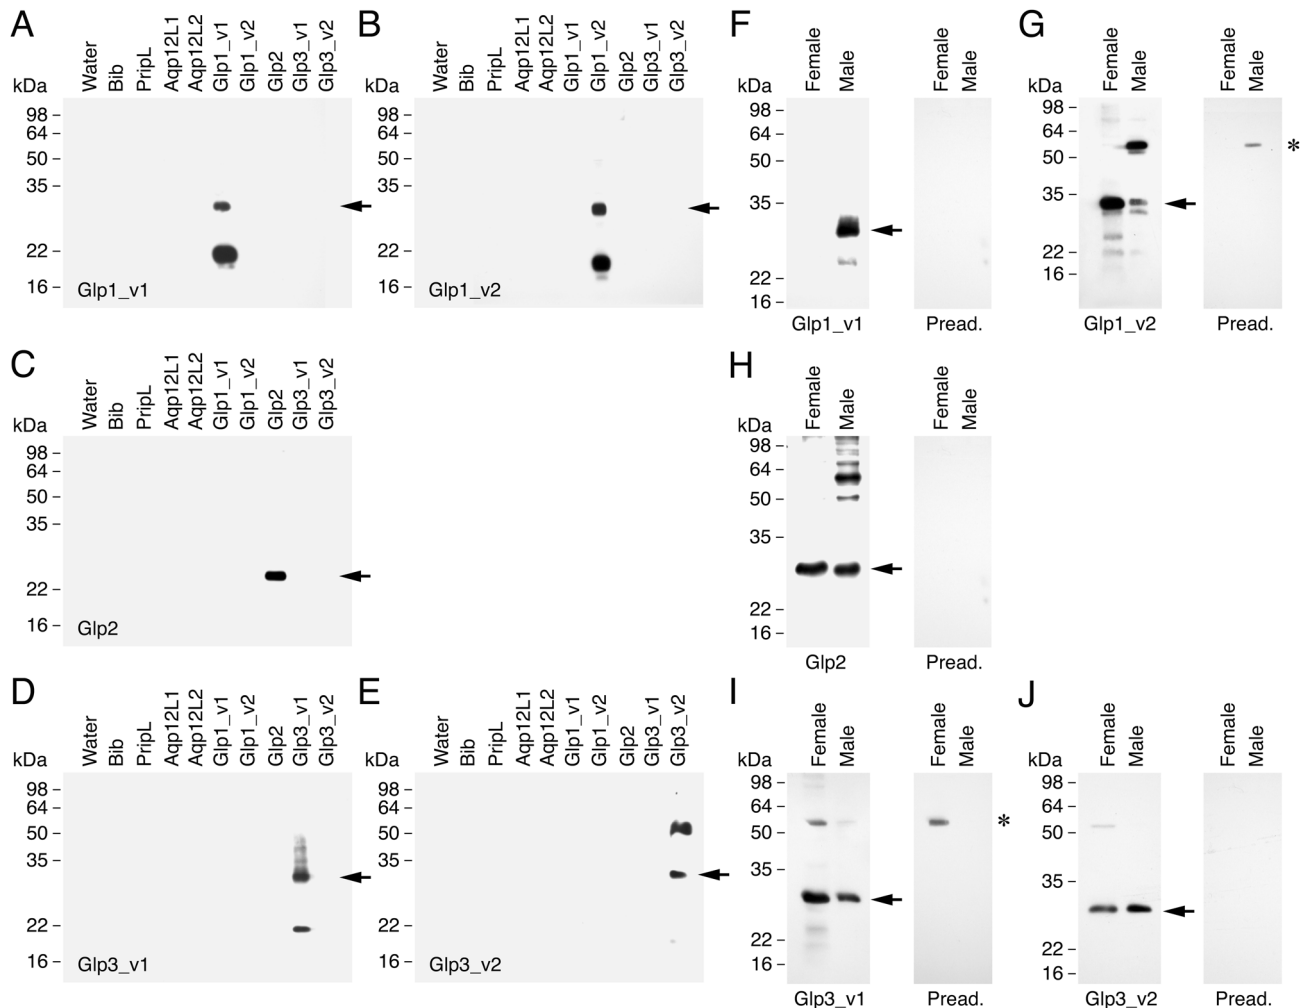 A
Water
Bib
PripL
Aqp12L1
Aqp12L2
Glp1_v1
Glp1_v2
Glp2
Glp3_v1
Glp3_v2
kDa
98
64
50
35
22
16
Glp1_v1
B
Water
Bib
PripL
Aqp12L1
Aqp12L2
Glp1_v1
Glp1_v2
Glp2
Glp3_v1
Glp3_v2
kDa
98
64
50
35
22
16
Glp1_v2
F
Female
Male
Female
Male
kDa
98
64
50
35
22
16
Glp1_v1
Pread.
G
Female
Male
Female
Male
kDa
98
64
50
35
22
16
*
Glp1_v2
Pread.
C
Water
Bib
PripL
Aqp12L1
Aqp12L2
Glp1_v1
Glp1_v2
Glp2
Glp3_v1
Glp3_v2
kDa
98
64
50
35
22
16
Glp2
H
Female
Male
Female
Male
kDa
98
64
50
35
22
16
Glp2
Pread.
D
Water
Bib
PripL
Aqp12L1
Aqp12L2
Glp1_v1
Glp1_v2
Glp2
Glp3_v1
Glp3_v2
kDa
98
64
50
35
22
16
Glp3_v1
E
Water
Bib
PripL
Aqp12L1
Aqp12L2
Glp1_v1
Glp1_v2
Glp2
Glp3_v1
Glp3_v2
kDa
98
64
50
35
22
16
Glp3_v2
I
Female
Male
Female
Male
kDa
98
64
50
35
22
16
*
Glp3_v1
Pread.
J
Female
Male
Female
Male
kDa
98
64
50
35
22
16
Glp3_v2
Pread.